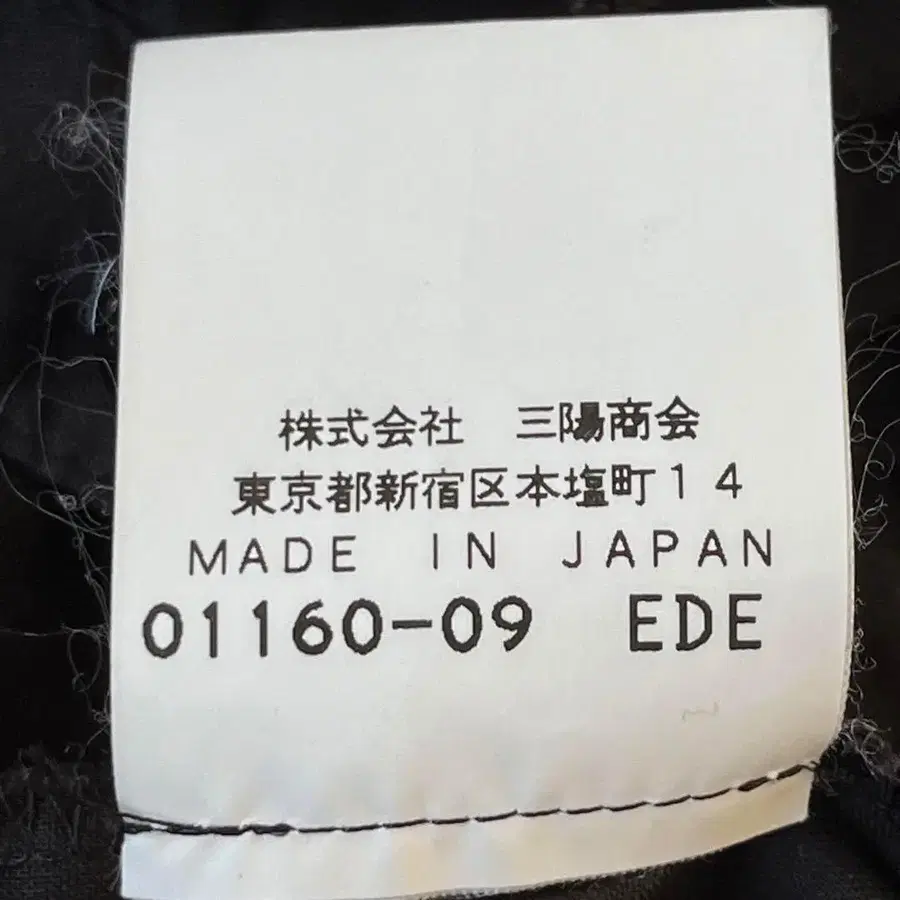 株式会社　三陽商会
東京都新宿区本塩町１４
MADE IN JAPAN
01160-09 EDE